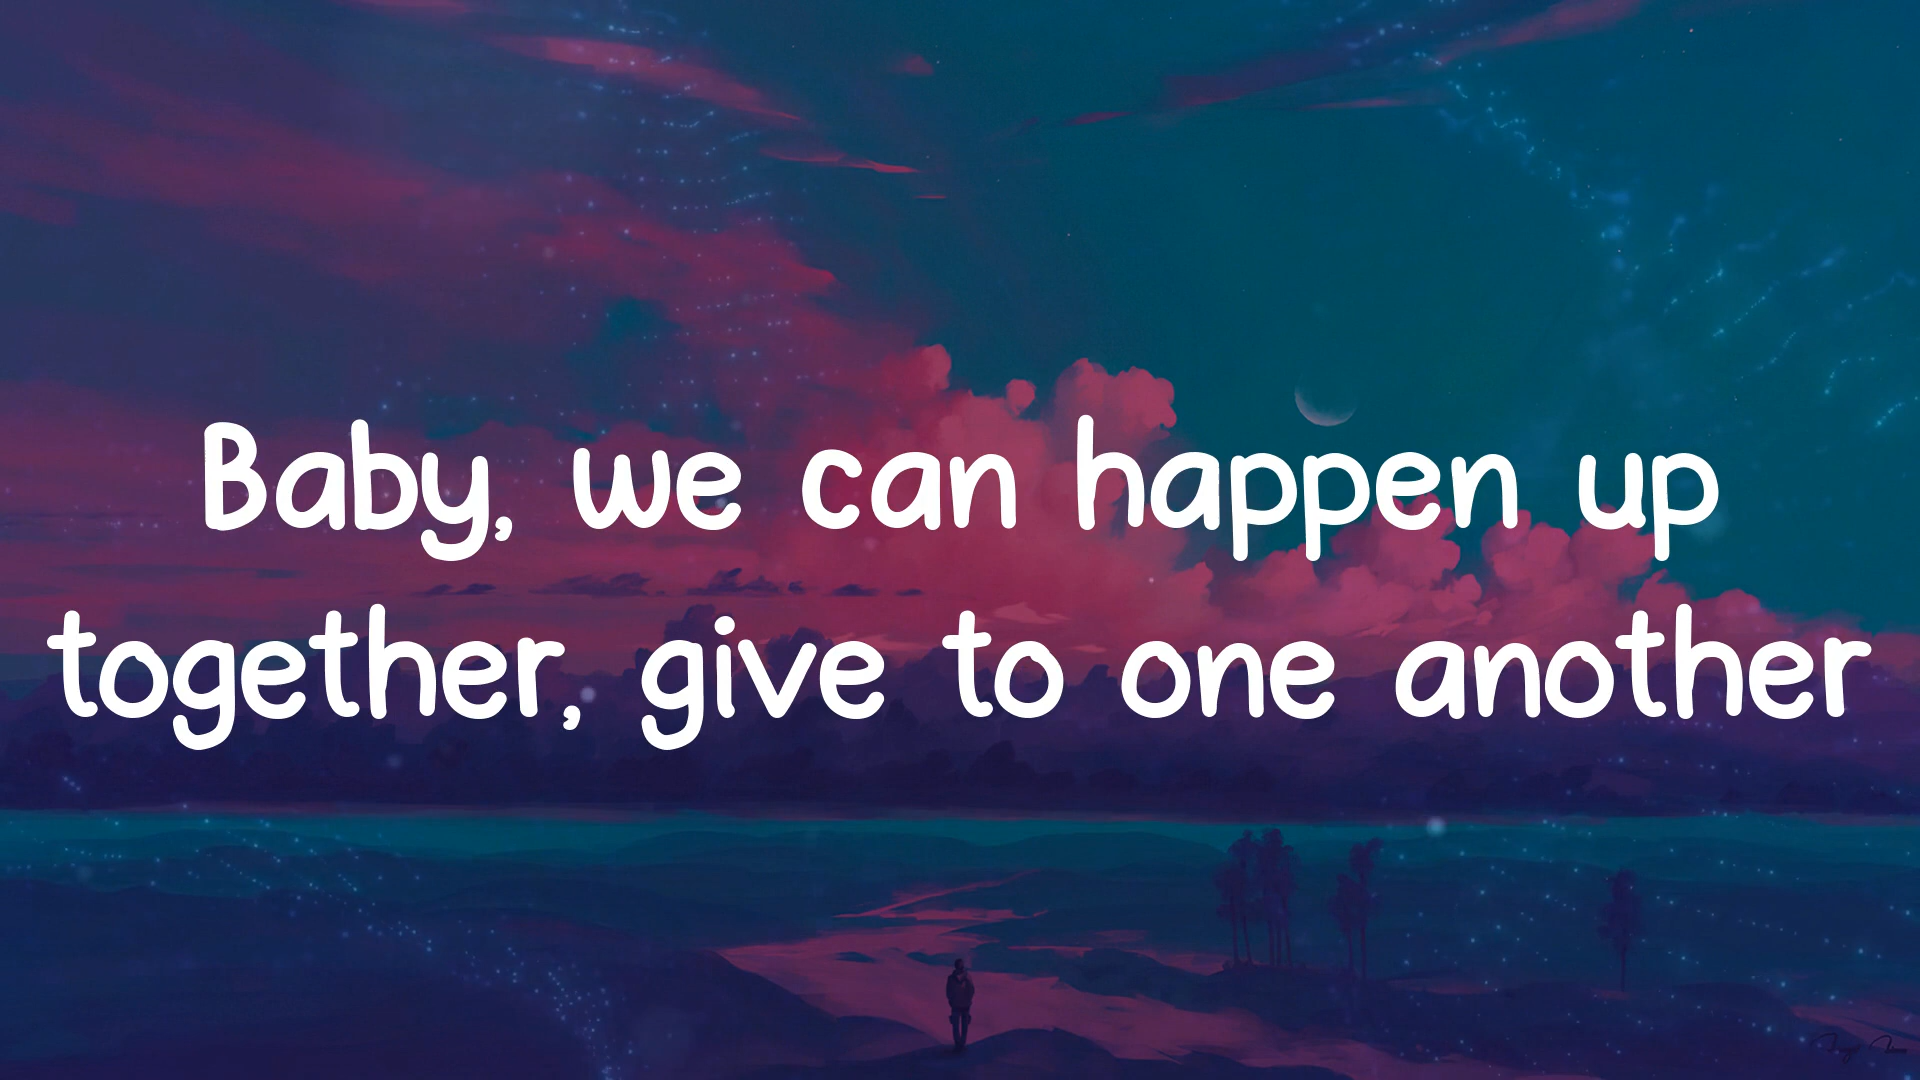 Baby, we can happen up
together, give to one another